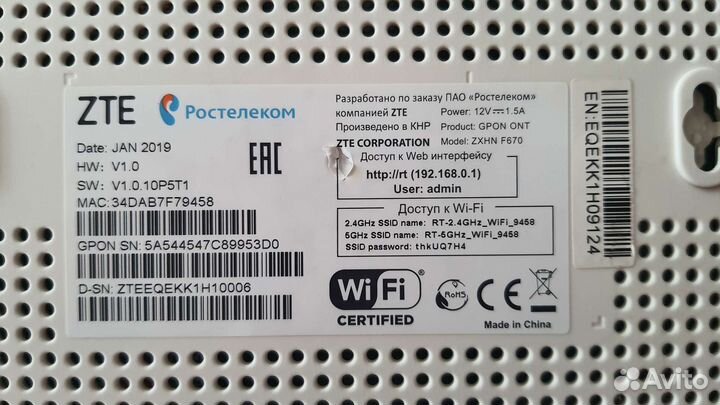 ZTE Ростелеком
Date: JAN 2019
HW: V1.0
SW: V1.0.10P5T1
EAC
MAC: 34DAB7F79458
GPON SN: 5A544547C89953D0
D-SN: ZTEEQEKK1H10006
Разработано по заказу ПАО «Ростелеком»
компанией ZTE Power: 12V⎓1.5A
Произведено в КНР Product: GPON ONT
ZTE CORPORATION Model: ZXHN F670
Доступ к Web интерфейсу
http://rt (192.168.0.1)
User: admin
Доступ к Wi-Fi
2.4GHz SSID name: RT-2.4GHz_WiFi_9458
5GHz SSID name: RT-5GHz_WiFi_9458
SSID password: thkUQ7H4
Wi Fi
CERTIFIED
RoHS
CE
Made in China
EN:EQEKK1H09124
Avito